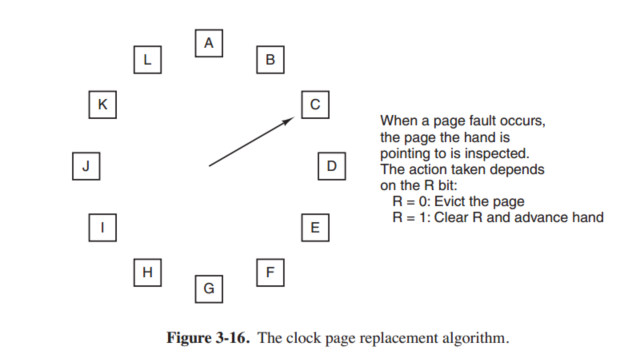 A
L
B
K
C
J
D
I
E
H
F
G
When a page fault occurs,
the page the hand is
pointing to is inspected.
The action taken depends
on the R bit:
R = 0: Evict the page
R = 1: Clear R and advance hand
Figure 3-16. The clock page replacement algorithm.